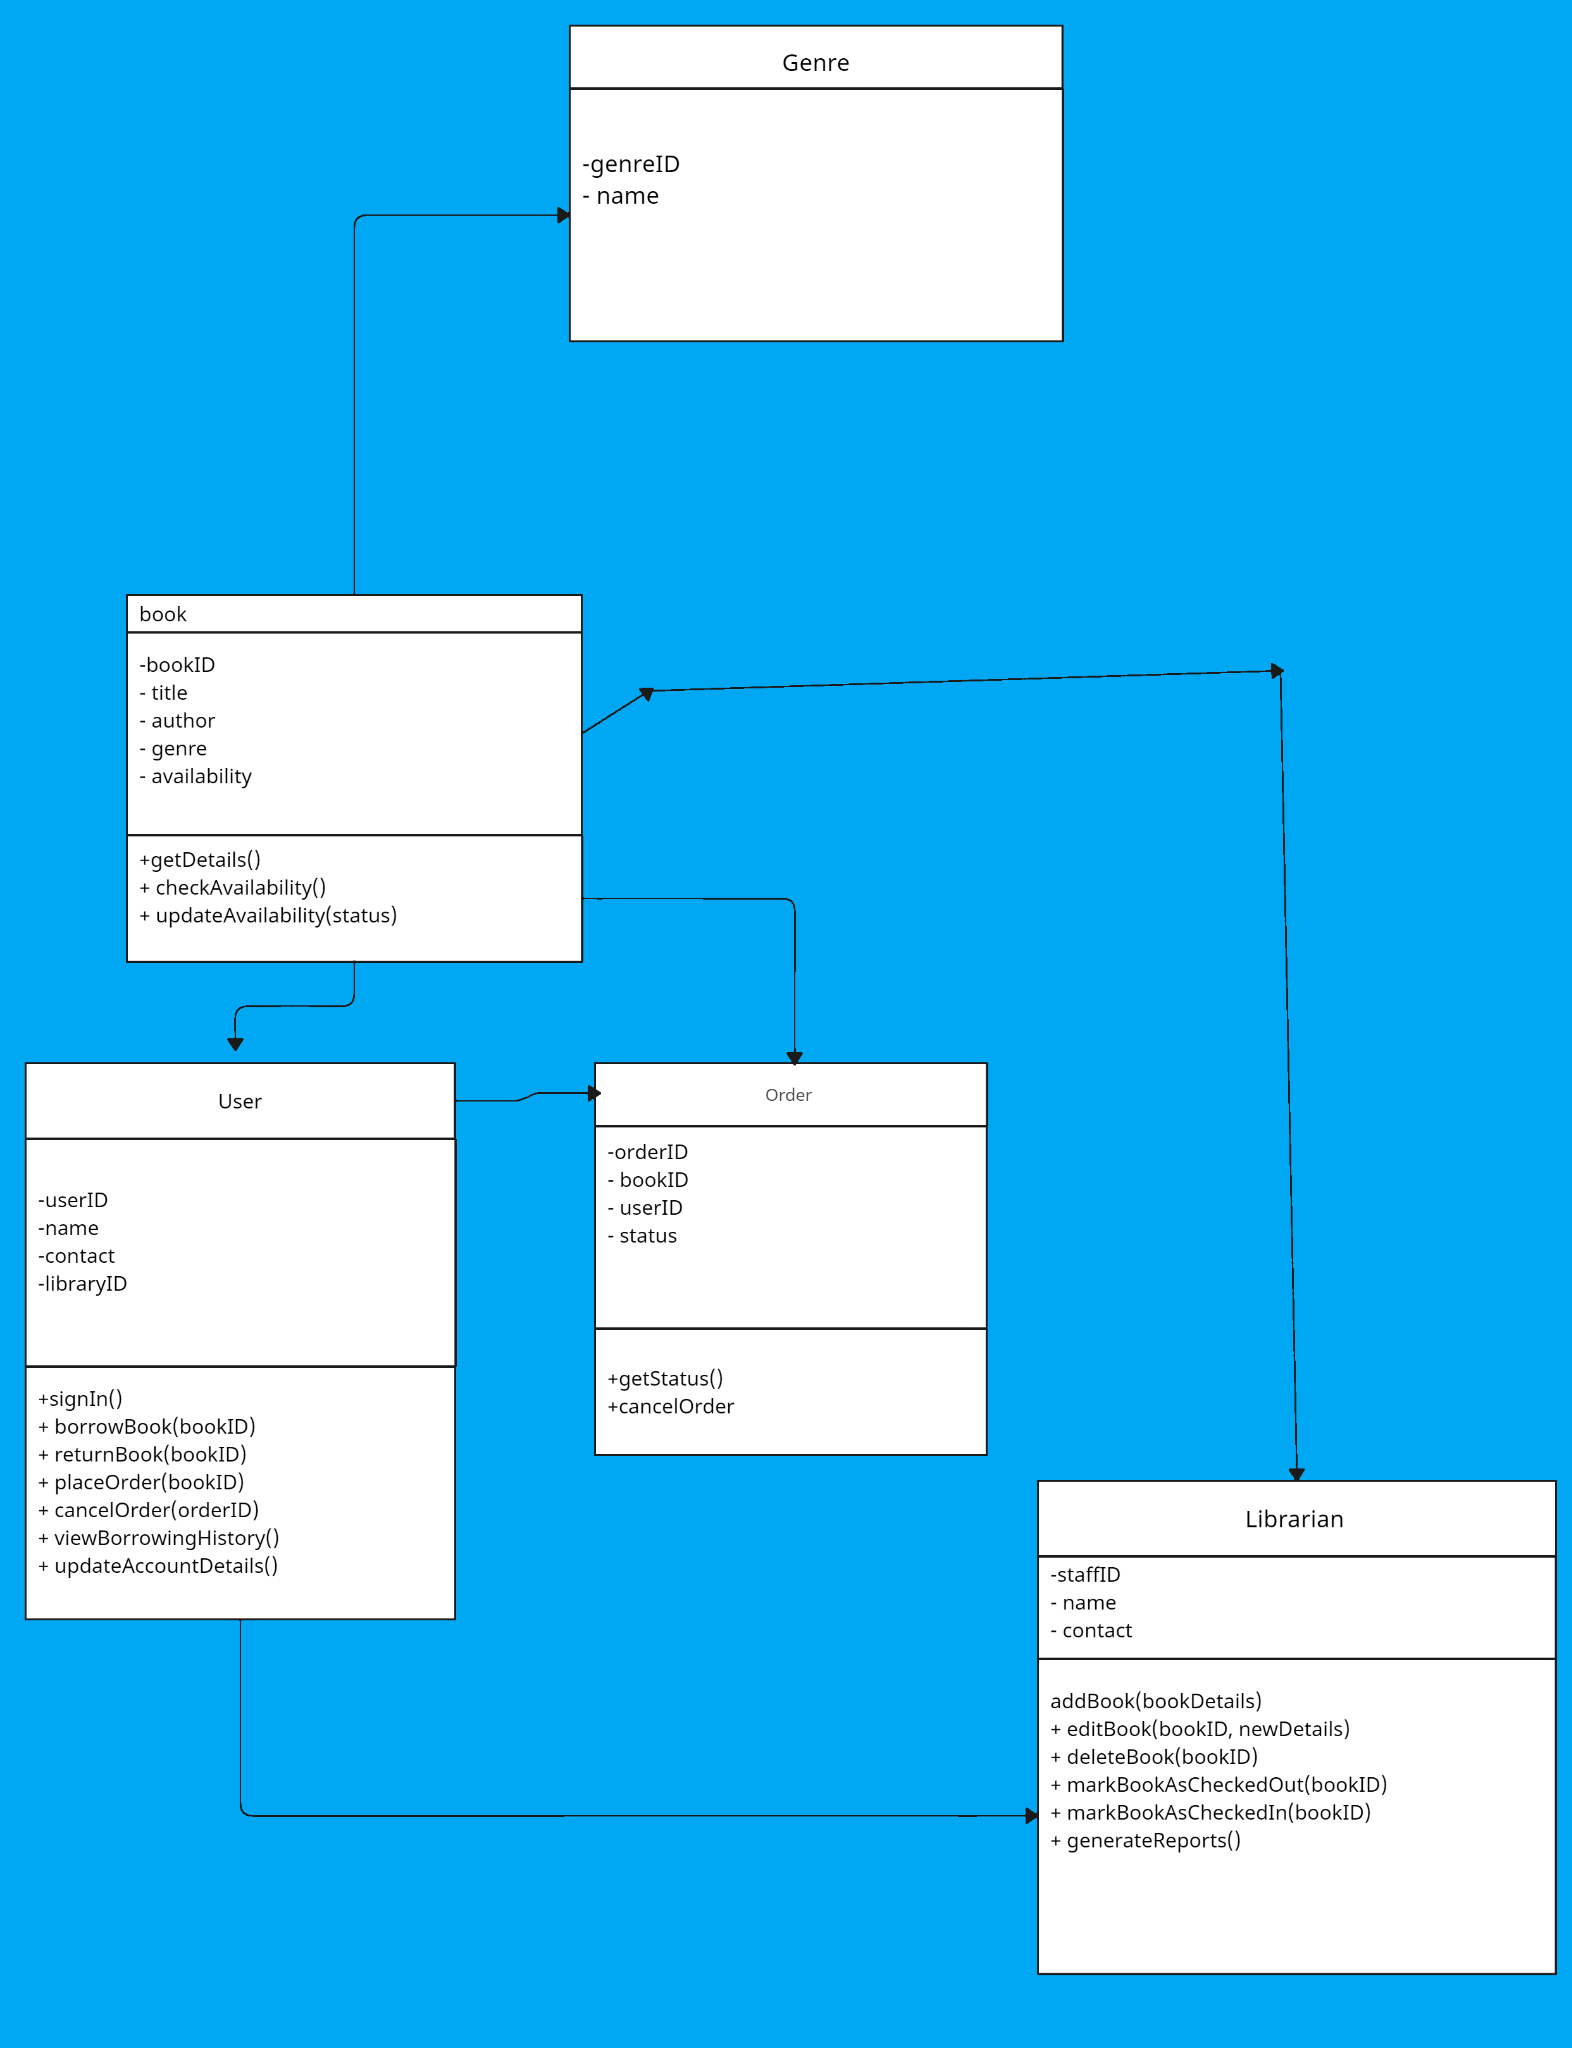 Genre
-genreID
- name
book
-bookID
- title
- author
- genre
- availability
+getDetails()
+ checkAvailability()
+ updateAvailability(status)
User
-userID
-name
-contact
-libraryID
+signIn()
+ borrowBook(bookID)
+ returnBook(bookID)
+ placeOrder(bookID)
+ cancelOrder(orderID)
+ viewBorrowingHistory()
+ updateAccountDetails()
Order
-orderID
- bookID
- userID
- status
+getStatus()
+cancelOrder
Librarian
-staffID
- name
- contact
addBook(bookDetails)
+ editBook(bookID, newDetails)
+ deleteBook(bookID)
+ markBookAsCheckedOut(bookID)
+ markBookAsCheckedIn(bookID)
+ generateReports()